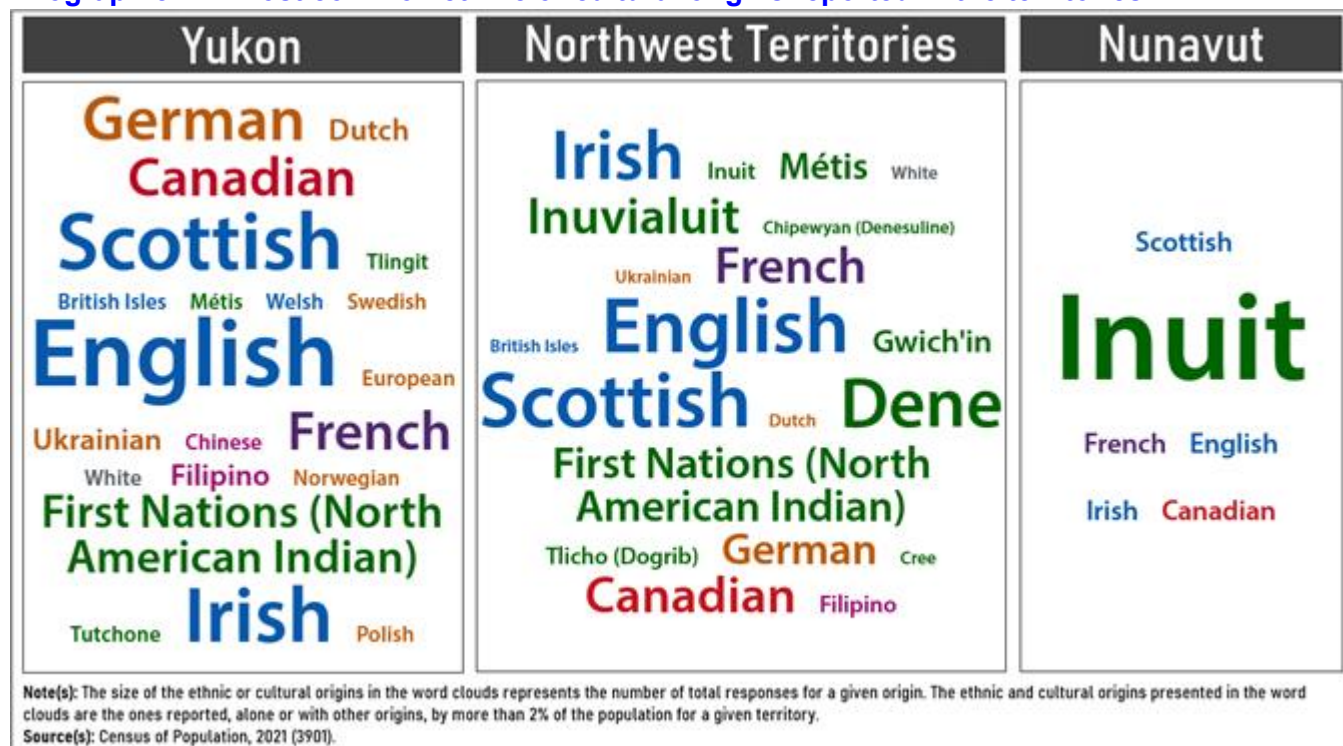 Yukon
German Dutch
Canadian
Scottish Tlingit
British Isles Métis Welsh Swedish
English European
Ukrainian Chinese French
White Filipino Norwegian
First Nations (North
American Indian)
Tutchone Irish Polish
Northwest Territories
Irish Inuit Métis White
Inuvialuit Chipewyan (Denesuline)
Ukrainian French
British Isles English Gwich'in
Scottish Dutch Dene
First Nations (North
American Indian)
Tlicho (Dogrib) German Cree
Canadian Filipino
Nunavut
Scottish
Inuit
French English
Irish Canadian
Note(s): The size of the ethnic or cultural origins in the word clouds represents the number of total responses for a given origin. The ethnic and cultural origins presented in the word
clouds are the ones reported, alone or with other origins, by more than 2% of the population for a given territory.
Source(s): Census of Population, 2021 (3901).